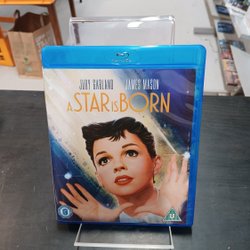 JUDY GARLAND JAMES MASON
A STAR IS BORN
U